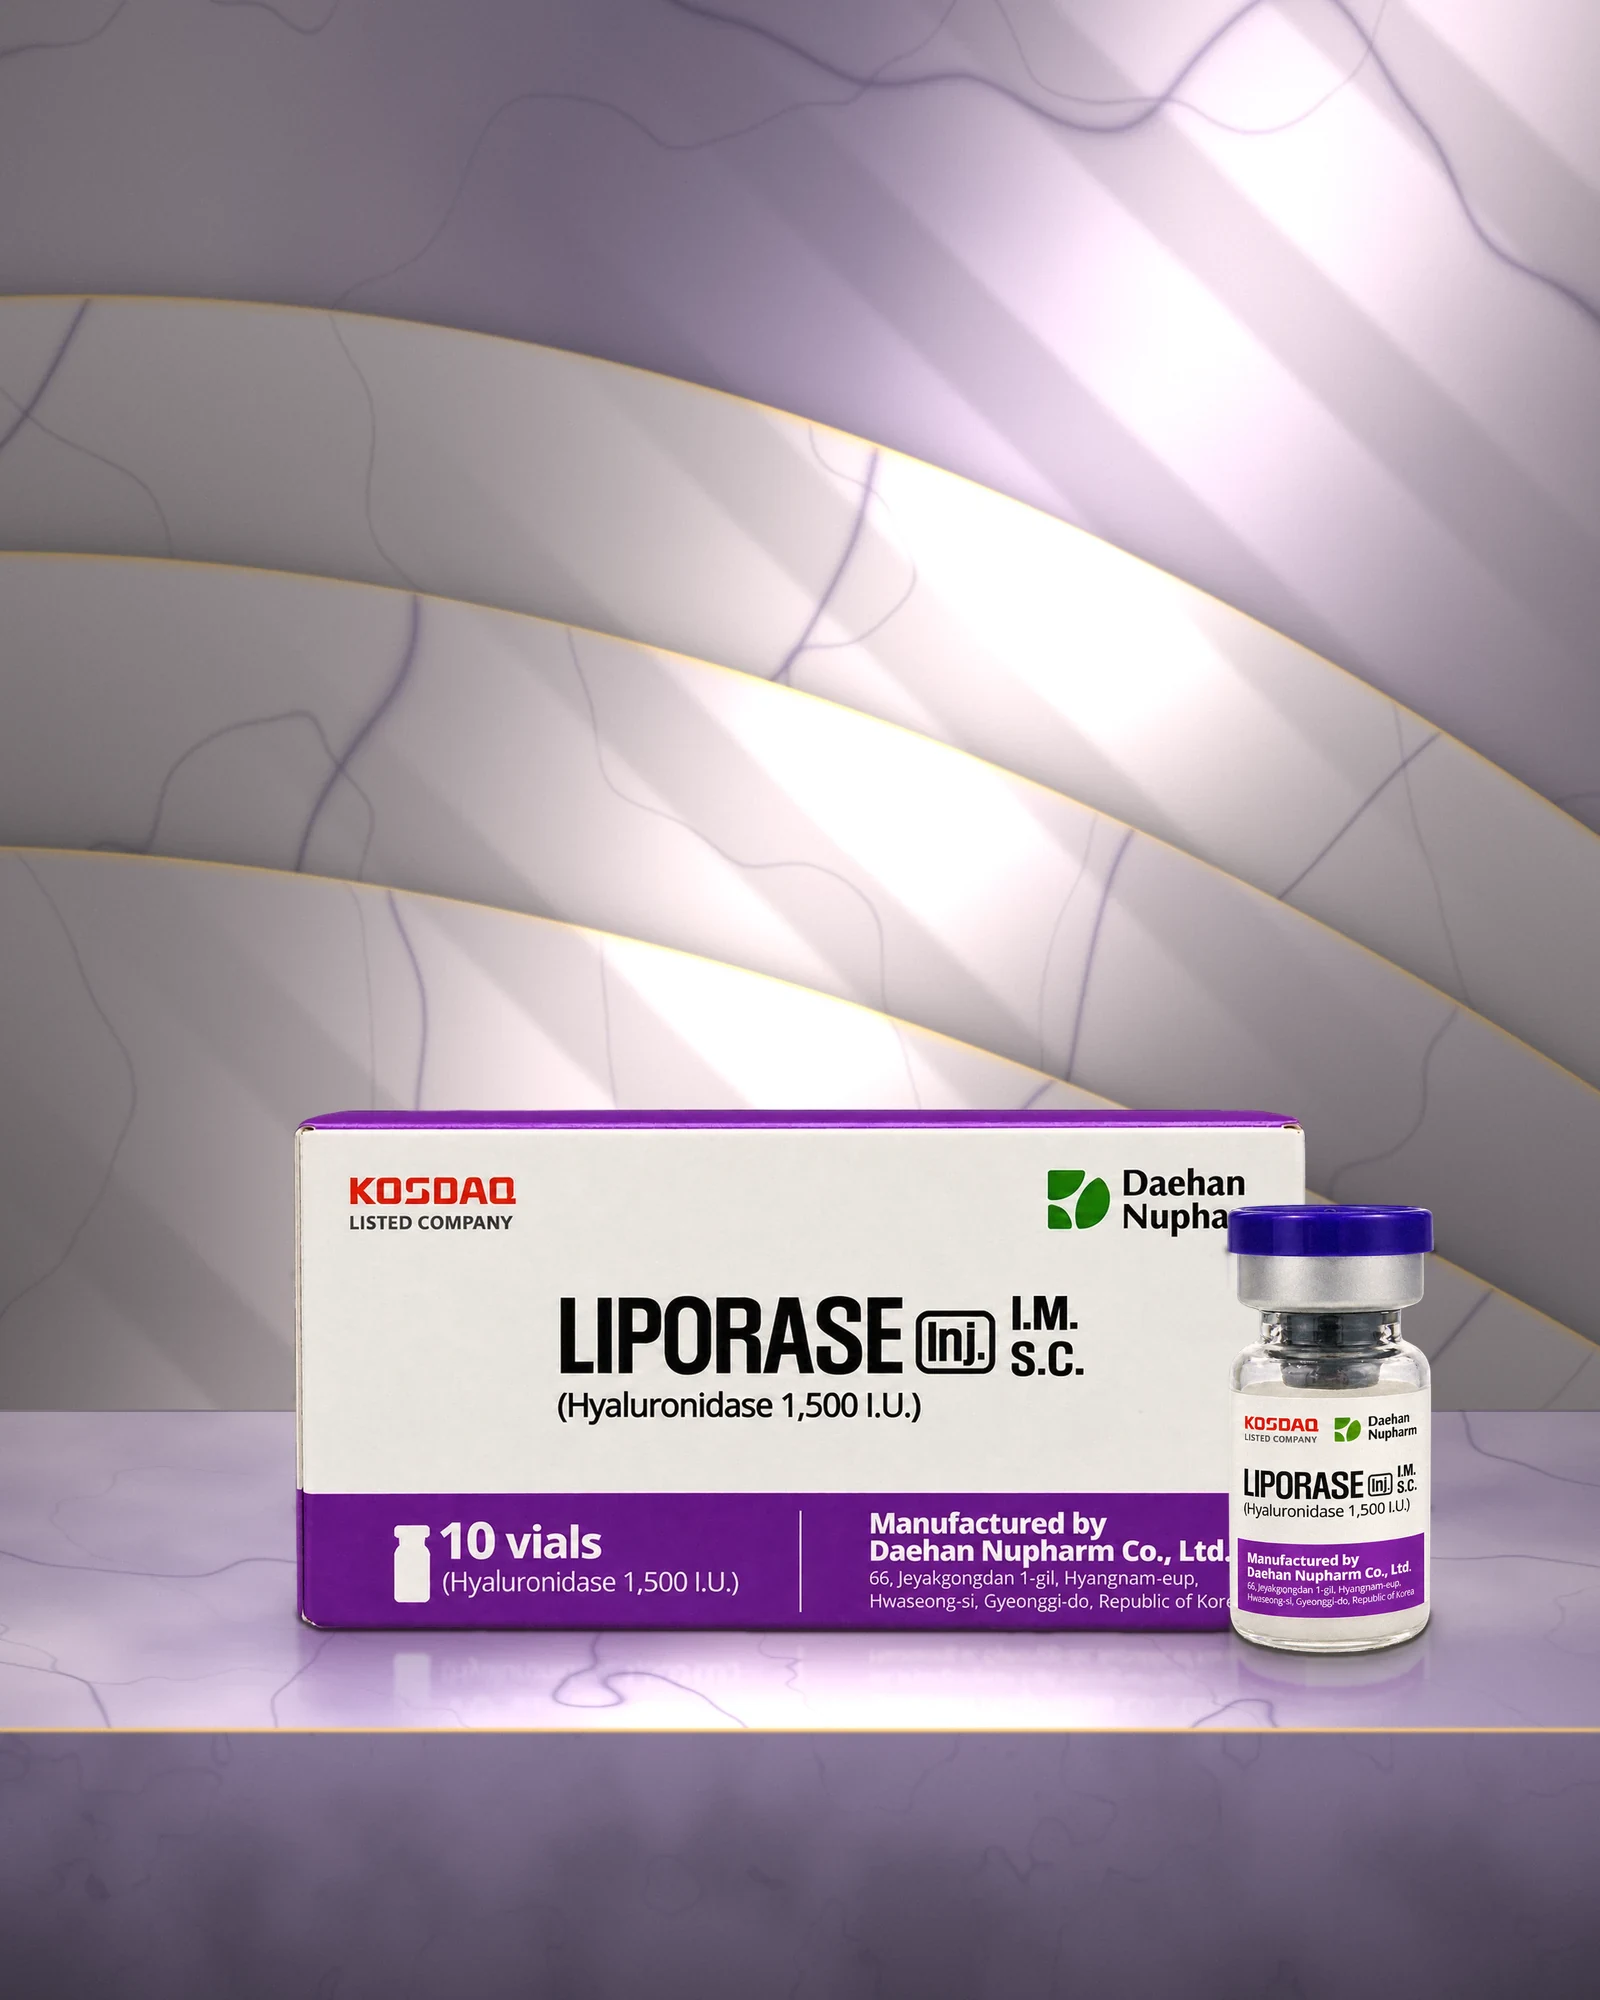 KOSDAQ
LISTED COMPANY
Daehan
Nupha
LIPORASE Inj. I.M.
S.C.
(Hyaluronidase 1,500 I.U.)
10 vials
(Hyaluronidase 1,500 I.U.)
Manufactured by
Daehan Nupharm Co., Ltd.
66, Jeyakgongdan 1-gil, Hyangnam-eup,
Hwaseong-si, Gyeonggi-do, Republic of Kore
KOSDAQ
LISTED COMPANY
Daehan
Nupharm
LIPORASE Inj. I.M.
S.C.
(Hyaluronidase 1,500 I.U.)
Manufactured by
Daehan Nupharm Co., Ltd.
66, Jeyakgongdan 1-gil, Hyangnam-eup,
Hwaseong-si, Gyeonggi-do, Republic of Korea